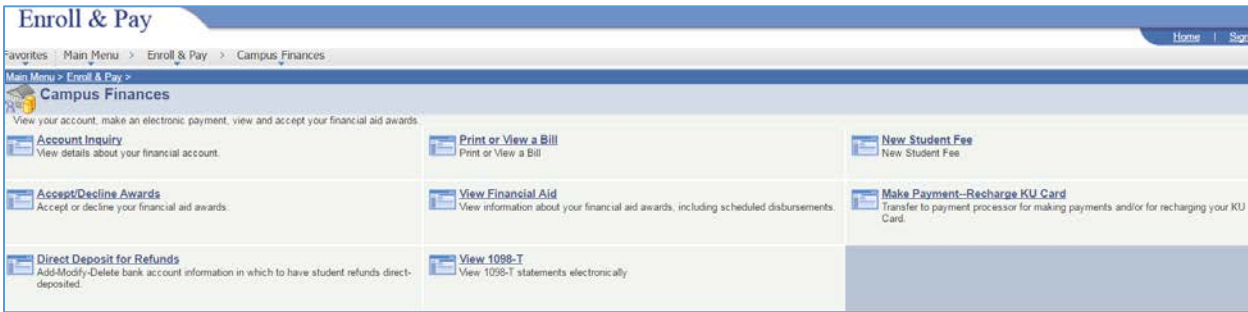 Enroll & Pay
Home | Sign
Favorites Main Menu > Enroll & Pay > Campus Finances
Main Menu > Enroll & Pay >
Campus Finances
View your account, make an electronic payment, view and accept your financial aid awards.
Account Inquiry
View details about your financial account.
Print or View a Bill
Print or View a Bill
New Student Fee
New Student Fee
Accept/Decline Awards
Accept or decline your financial aid awards.
View Financial Aid
View information about your financial aid awards, including scheduled disbursements.
Make Payment--Recharge KU Card
Transfer to payment processor for making payments and/or for recharging your KU
Card.
Direct Deposit for Refunds
Add-Modify-Delete bank account information in which to have student refunds direct-
deposited.
View 1098-T
View 1098-T statements electronically